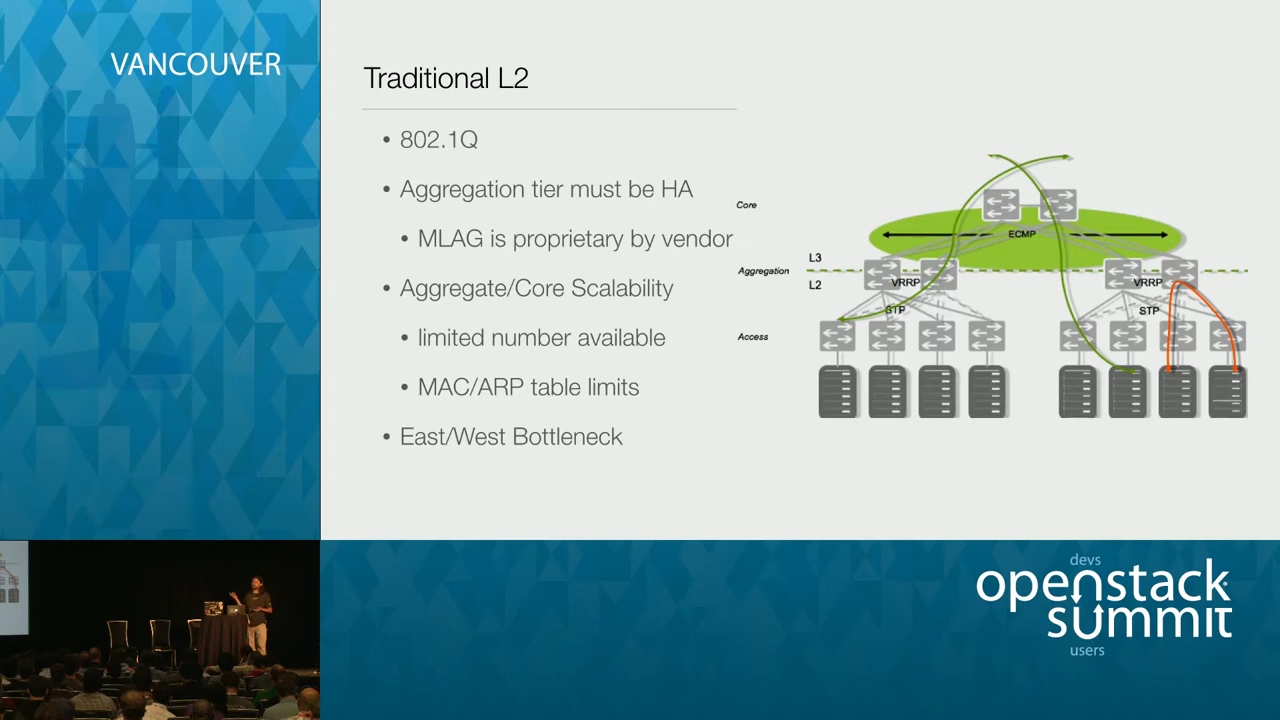 VANCOUVER
Traditional L2
• 802.1Q
• Aggregation tier must be HA
• MLAG is proprietary by vendor
• Aggregate/Core Scalability
• limited number available
• MAC/ARP table limits
• East/West Bottleneck
Core
ECMP
L3
Aggregation
L2
VRRP
VRRP
STP
STP
Access
devs
openstack
summit
users